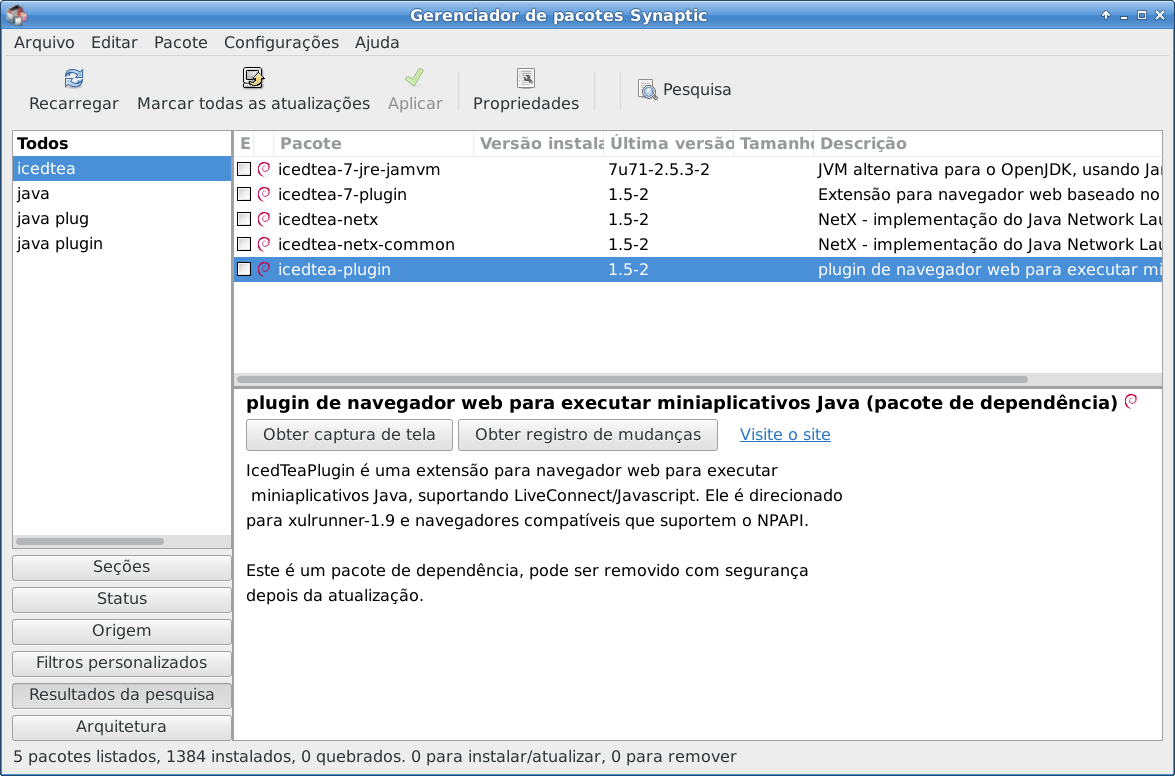 Gerenciador de pacotes Synaptic
Arquivo Editar Pacote Configurações Ajuda
Recarregar Marcar todas as atualizações Aplicar Propriedades Pesquisa
Todos
icedtea
java
java plug
java plugin
E Pacote Versão instala Última versão Tamanho Descrição
icedtea-7-jre-jamvm 7u71-2.5.3-2 JVM alternativa para o OpenJDK, usando Ja
icedtea-7-plugin 1.5-2 Extensão para navegador web baseado no
icedtea-netx 1.5-2 NetX - implementação do Java Network La
icedtea-netx-common 1.5-2 NetX - implementação do Java Network La
icedtea-plugin 1.5-2 plugin de navegador web para executar mi
plugin de navegador web para executar miniaplicativos Java (pacote de dependência)
Obter captura de tela Obter registro de mudanças Visite o site
IcedTeaPlugin é uma extensão para navegador web para executar
miniaplicativos Java, suportando LiveConnect/Javascript. Ele é direcionado
para xulrunner-1.9 e navegadores compatíveis que suportem o NPAPI.
Este é um pacote de dependência, pode ser removido com segurança
depois da atualização.
Seções
Status
Origem
Filtros personalizados
Resultados da pesquisa
Arquitetura
5 pacotes listados, 1384 instalados, 0 quebrados. 0 para instalar/atualizar, 0 para remover